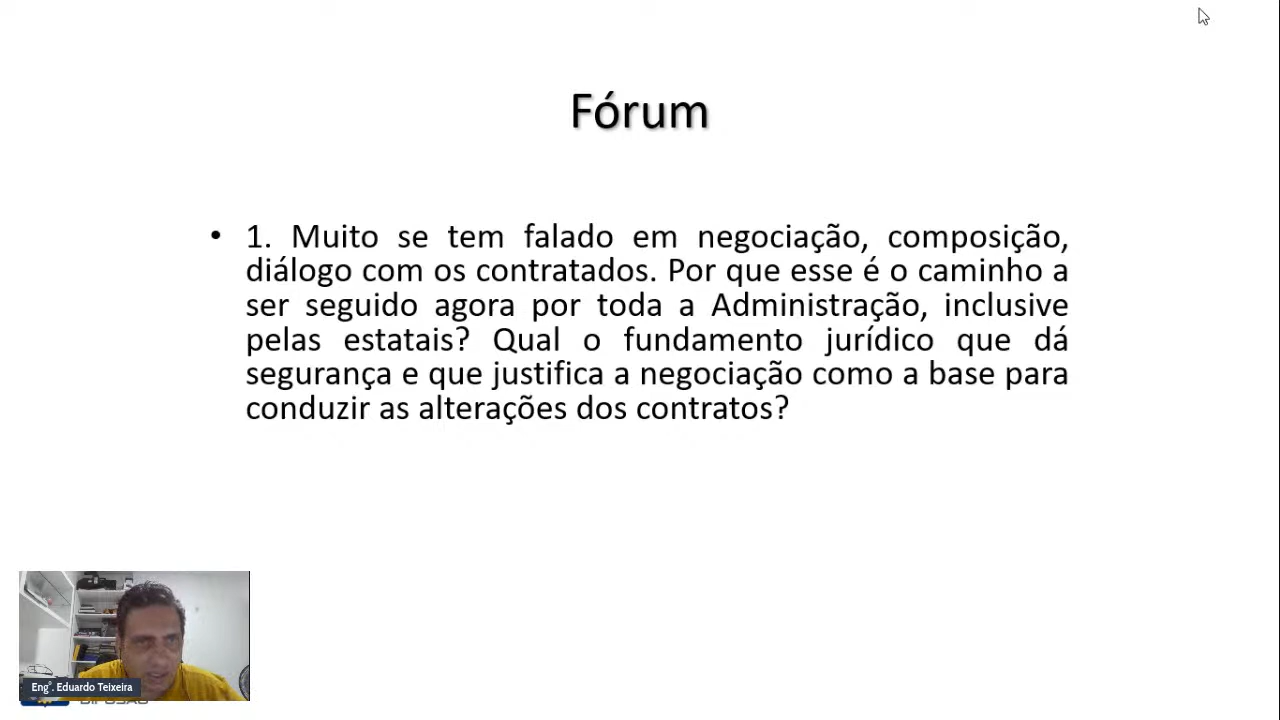 Fórum
• 1. Muito se tem falado em negociação, composição,
diálogo com os contratados. Por que esse é o caminho a
ser seguido agora por toda a Administração, inclusive
pelas estatais? Qual o fundamento jurídico que dá
segurança e que justifica a negociação como a base para
conduzir as alterações dos contratos?
Eng°. Eduardo Teixeira